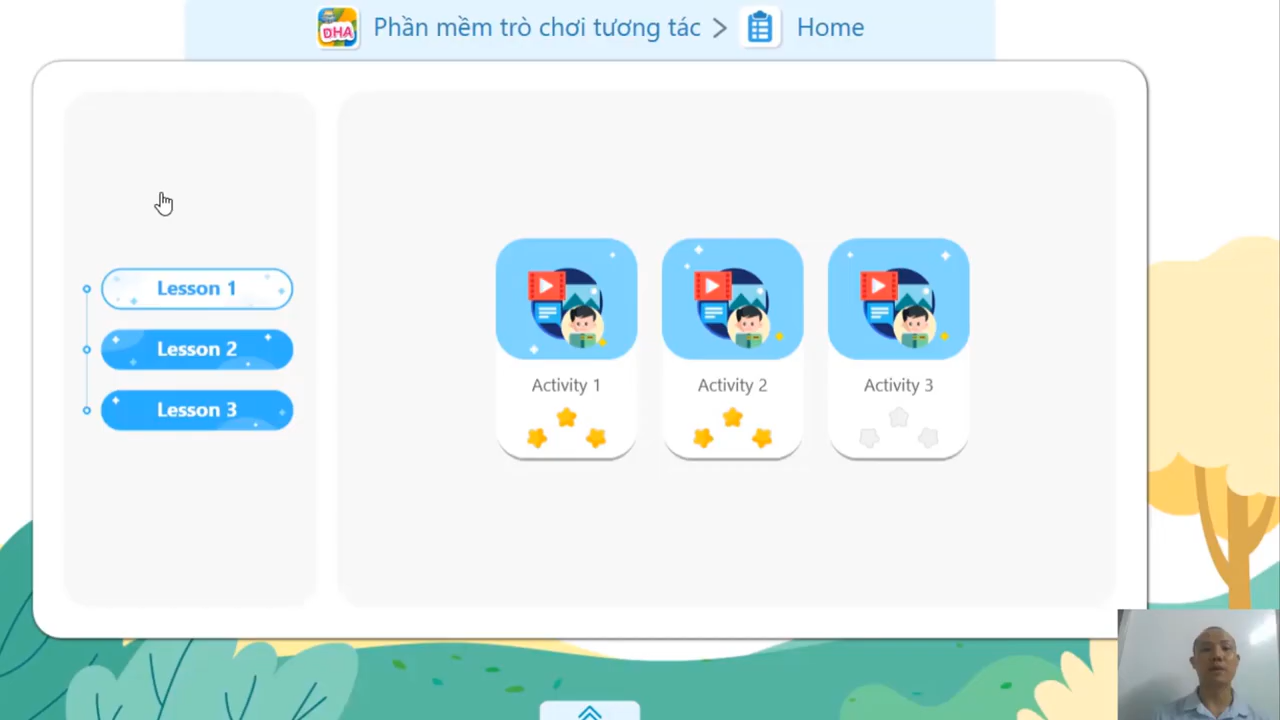 ĐHA Phần mềm trò chơi tương tác > Home
Lesson 1
Lesson 2
Lesson 3
Activity 1
Activity 2
Activity 3